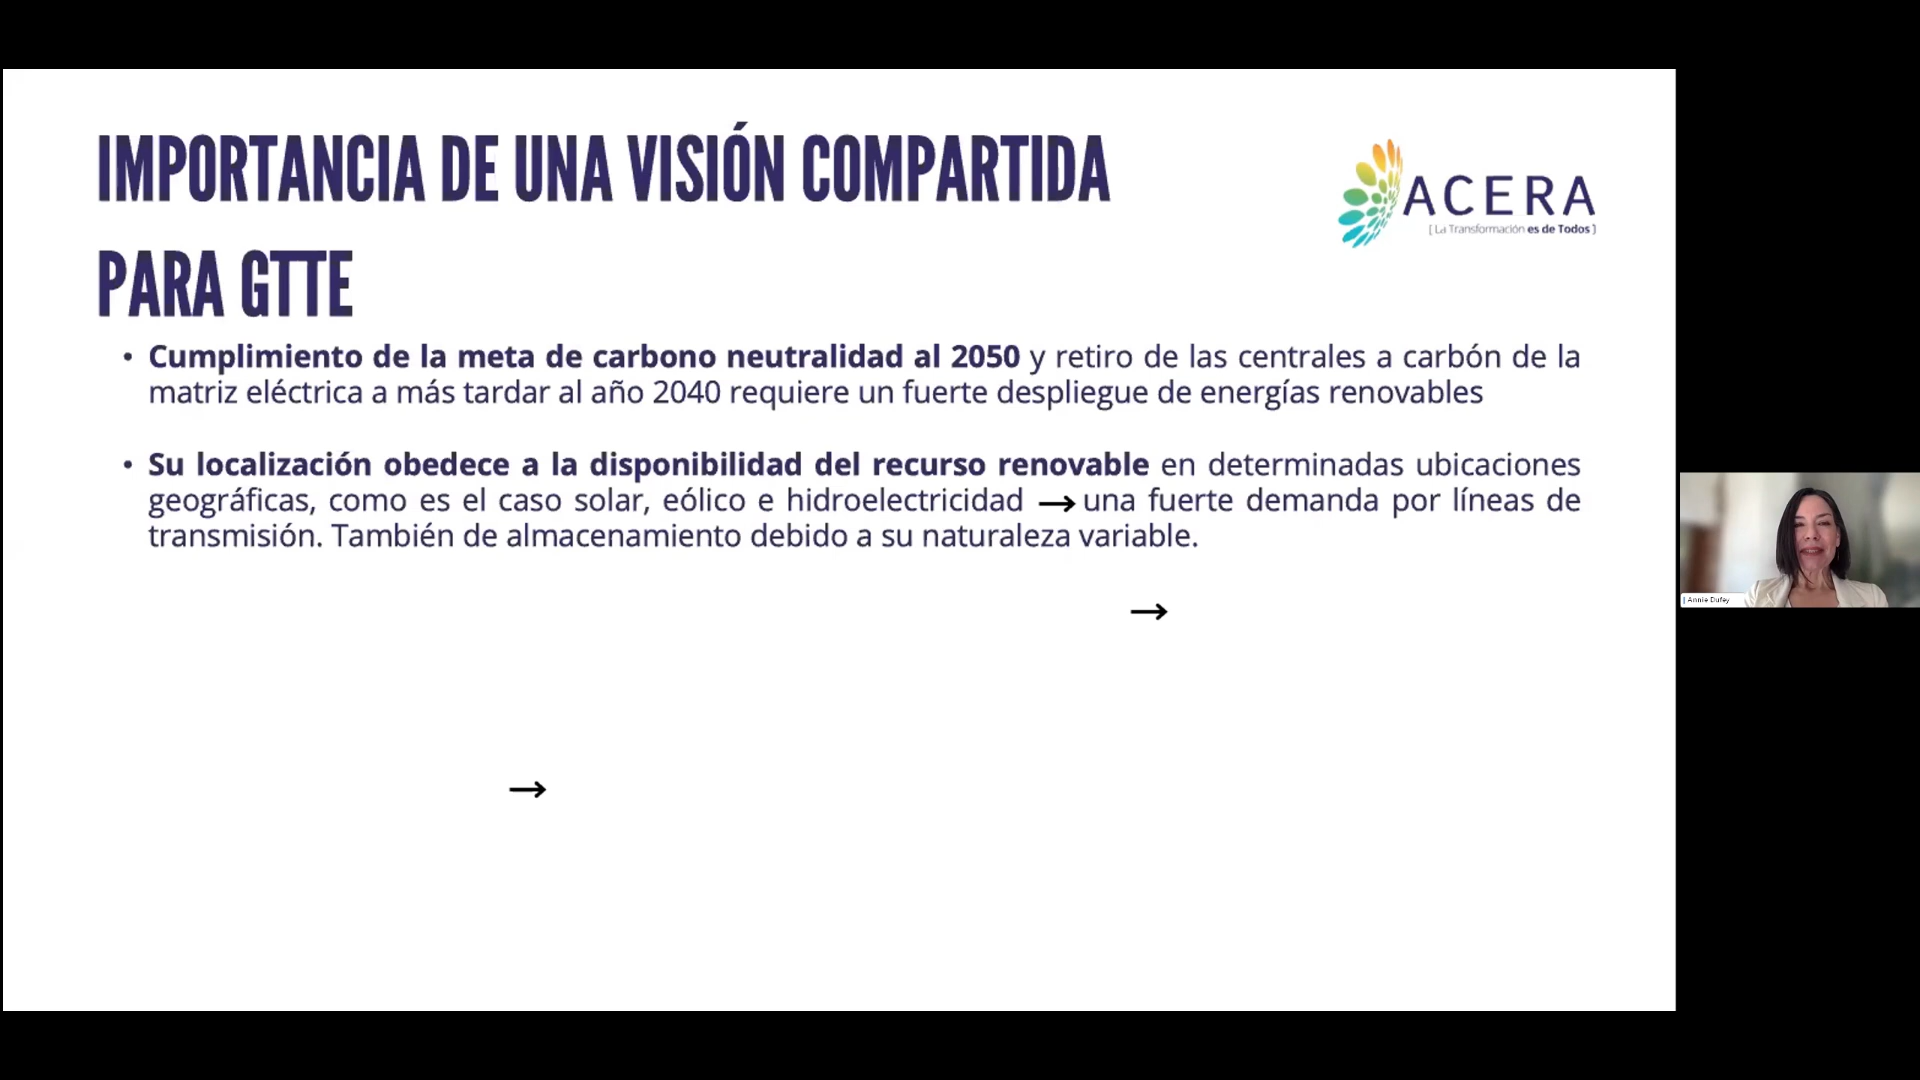 IMPORTANCIA DE UNA VISIÓN COMPARTIDA
PARA GTTE
ACERA
[ La Transformación es de Todos ]
• Cumplimiento de la meta de carbono neutralidad al 2050 y retiro de las centrales a carbón de la
matriz eléctrica a más tardar al año 2040 requiere un fuerte despliegue de energías renovables
• Su localización obedece a la disponibilidad del recurso renovable en determinadas ubicaciones
geográficas, como es el caso solar, eólico e hidroelectricidad → una fuerte demanda por líneas de
transmisión. También de almacenamiento debido a su naturaleza variable.
→
→
Annie Dufey